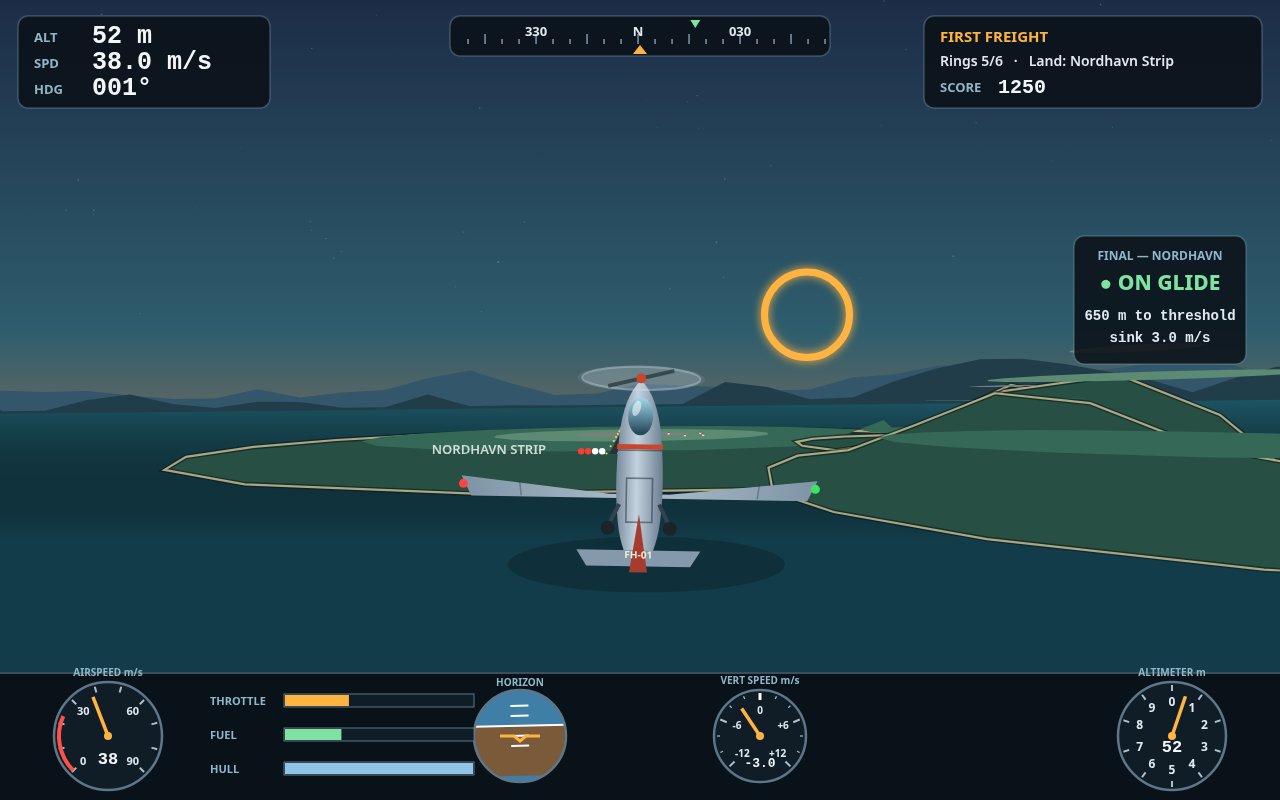 ALT 52 m
SPD 38.0 m/s
HDG 001°
330 N 030
FIRST FREIGHT
Rings 5/6 · Land: Nordhavn Strip
SCORE 1250
FINAL — NORDHAVN
● ON GLIDE
650 m to threshold
sink 3.0 m/s
NORDHAVN STRIP
FH-01
AIRSPEED m/s
0 30 60 90
38
THROTTLE
FUEL
HULL
HORIZON
VERT SPEED m/s
-12 -6 0 +6 +12
-3.0
ALTIMETER m
0 1 2 3 4 5 6 7 8 9
52